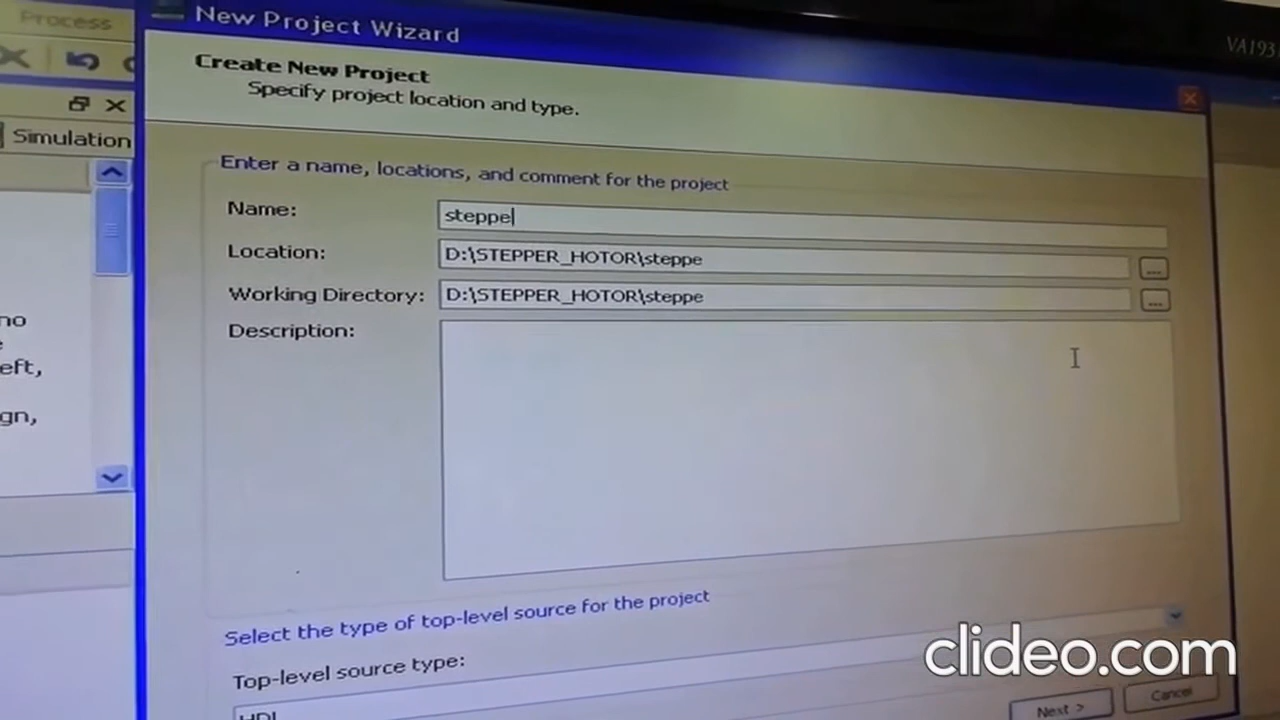 Process
New Project Wizard
VA193
Create New Project
Specify project location and type.
Simulation
Enter a name, locations, and comment for the project
Name:
steppe
Location:
D:\STEPPER_HOTOR\steppe
...
Working Directory:
D:\STEPPER_HOTOR\steppe
...
Description:
no
e
eft,
gn,
Select the type of top-level source for the project
Top-level source type:
HDL
Next >
Cancel
clideo.com